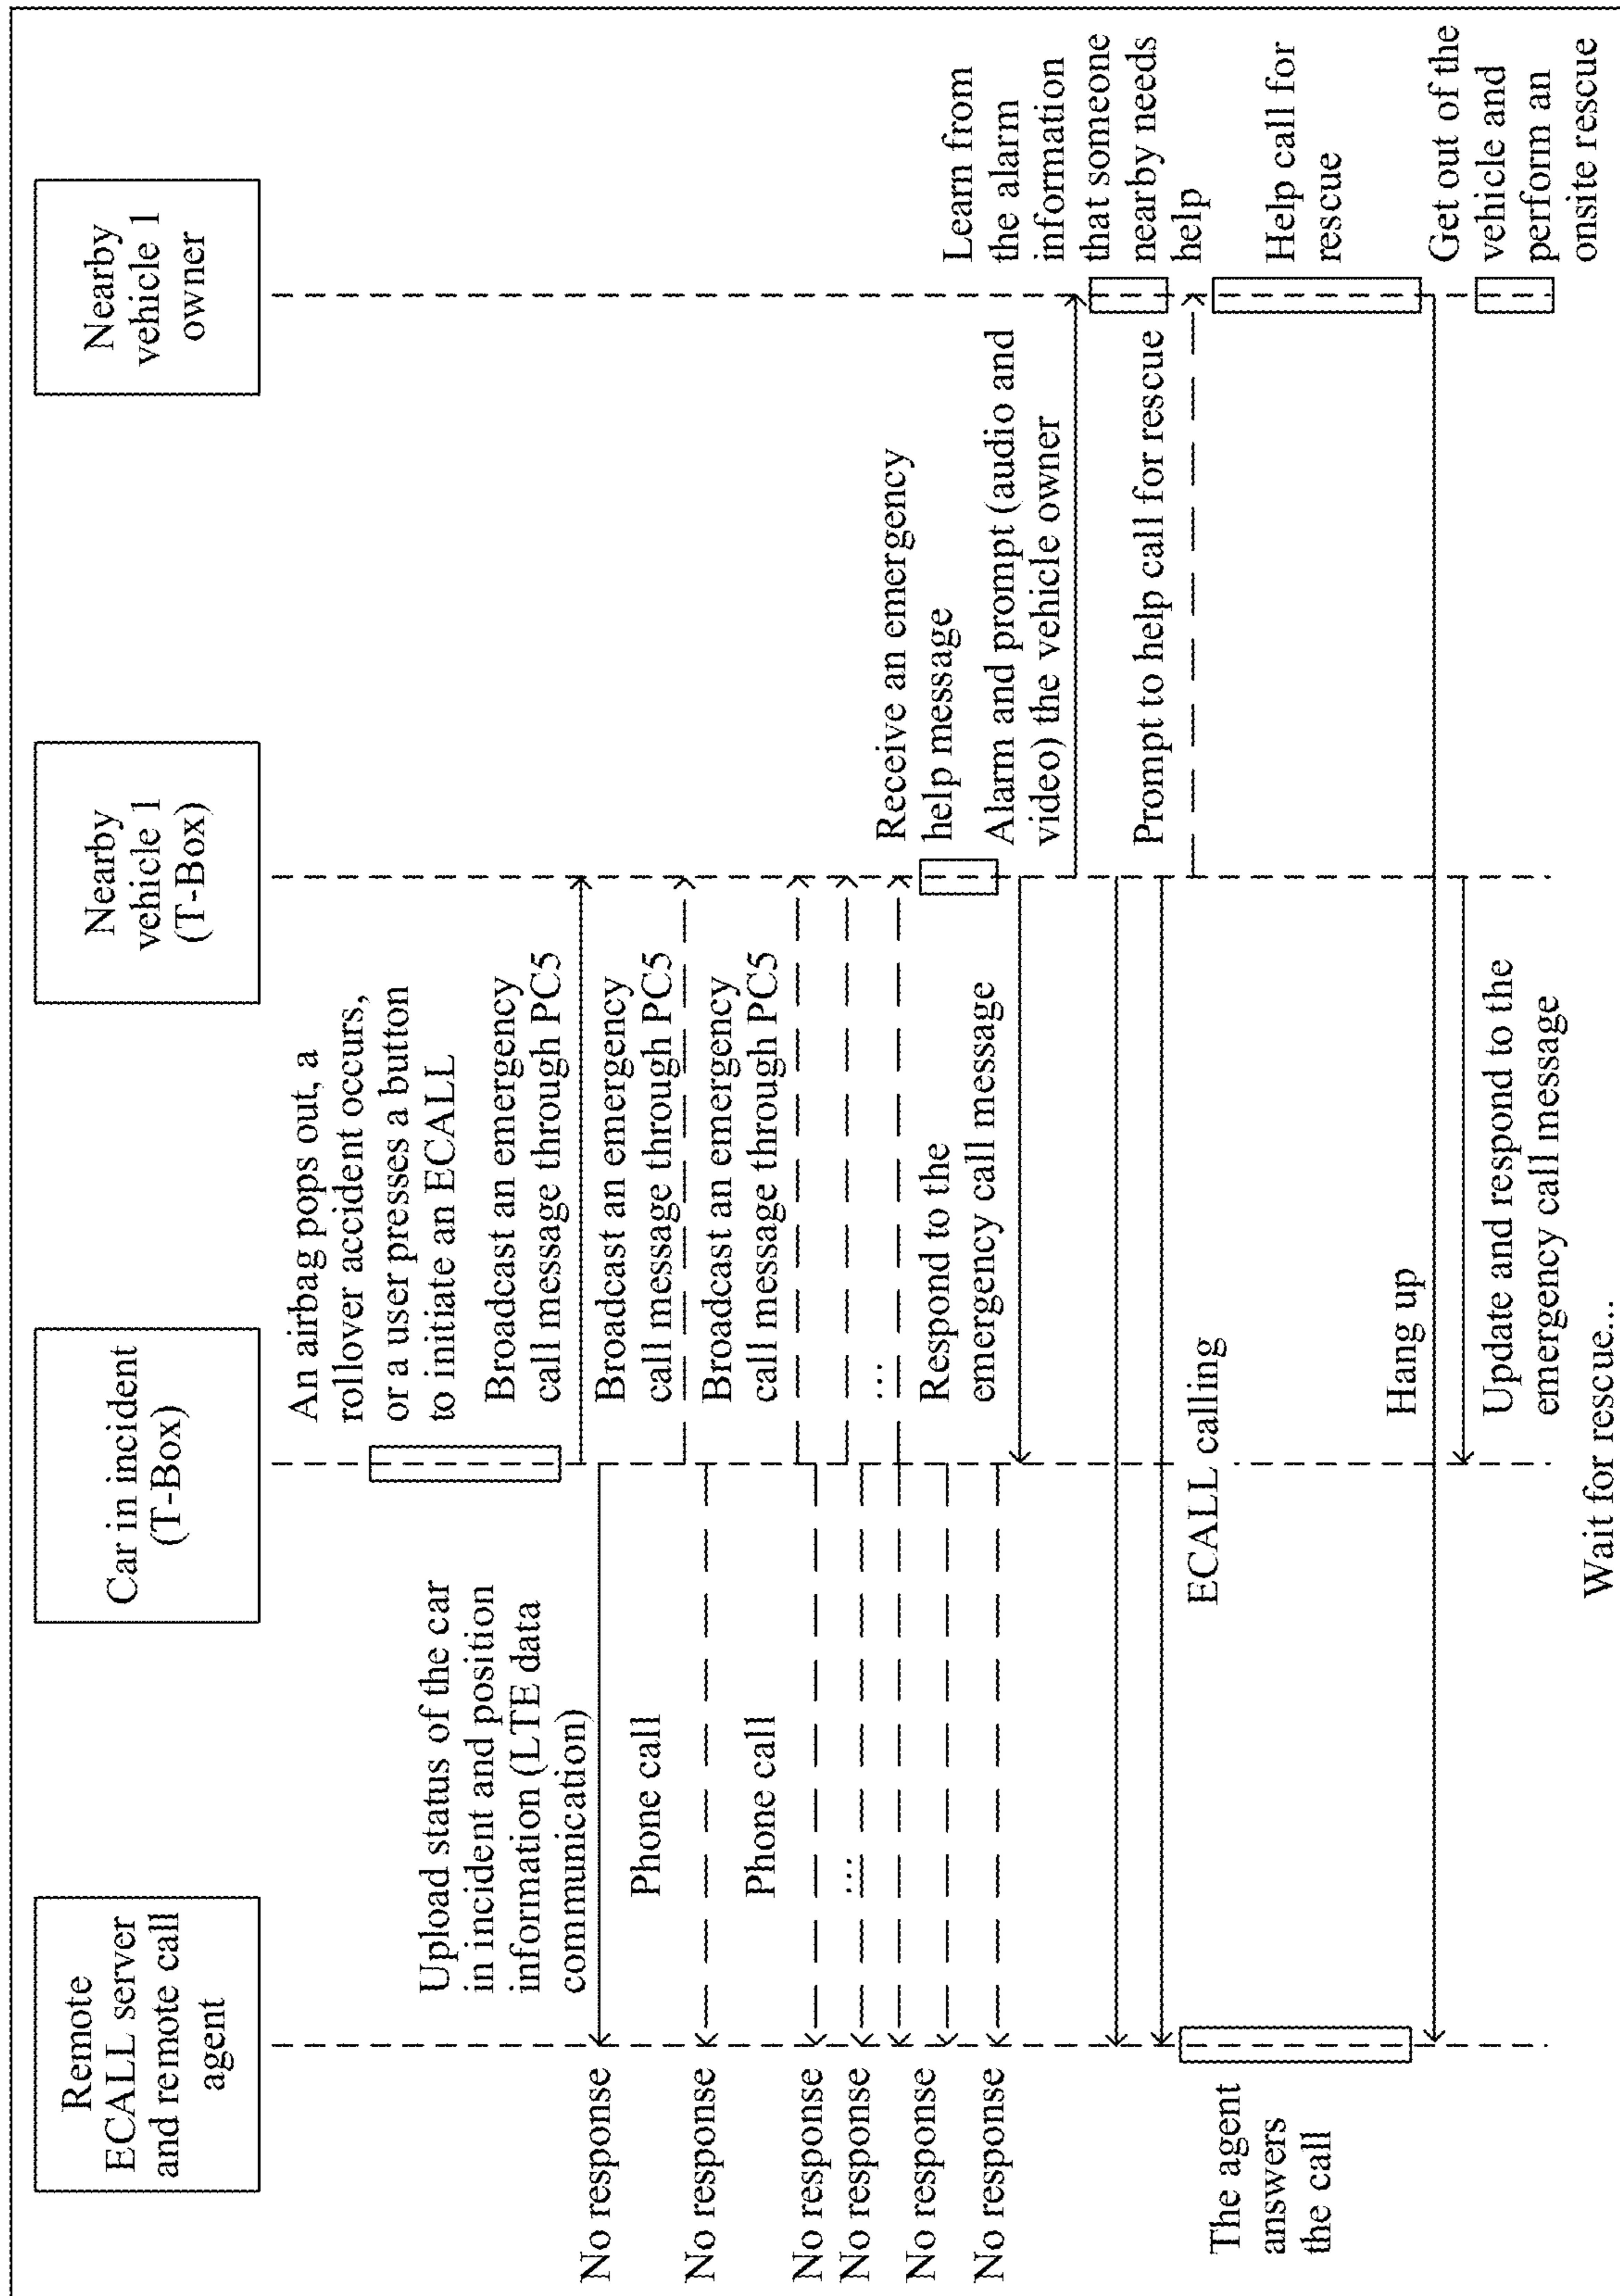 Remote
ECALL server
and remote call
agent
Car in incident
(T-Box)
Nearby
vehicle 1
(T-Box)
Nearby
vehicle 1
owner
An airbag pops out, a
rollover accident occurs,
or a user presses a button
to initiate an ECALL
Upload status of the car
in incident and position
information (LTE data
communication)
Broadcast an emergency
call message through PC5
No response
Phone call
Broadcast an emergency
call message through PC5
No response
Phone call
Broadcast an emergency
call message through PC5
No response
...
...
No response
No response
No response
Receive an emergency
help message
Respond to the
emergency call message
Alarm and prompt (audio and
video) the vehicle owner
Learn from
the alarm
information
that someone
nearby needs
help
Prompt to help call for rescue
ECALL calling
The agent
answers
the call
Help call for
rescue
Hang up
Get out of the
vehicle and
perform an
onsite rescue
Update and respond to the
emergency call message
Wait for rescue...